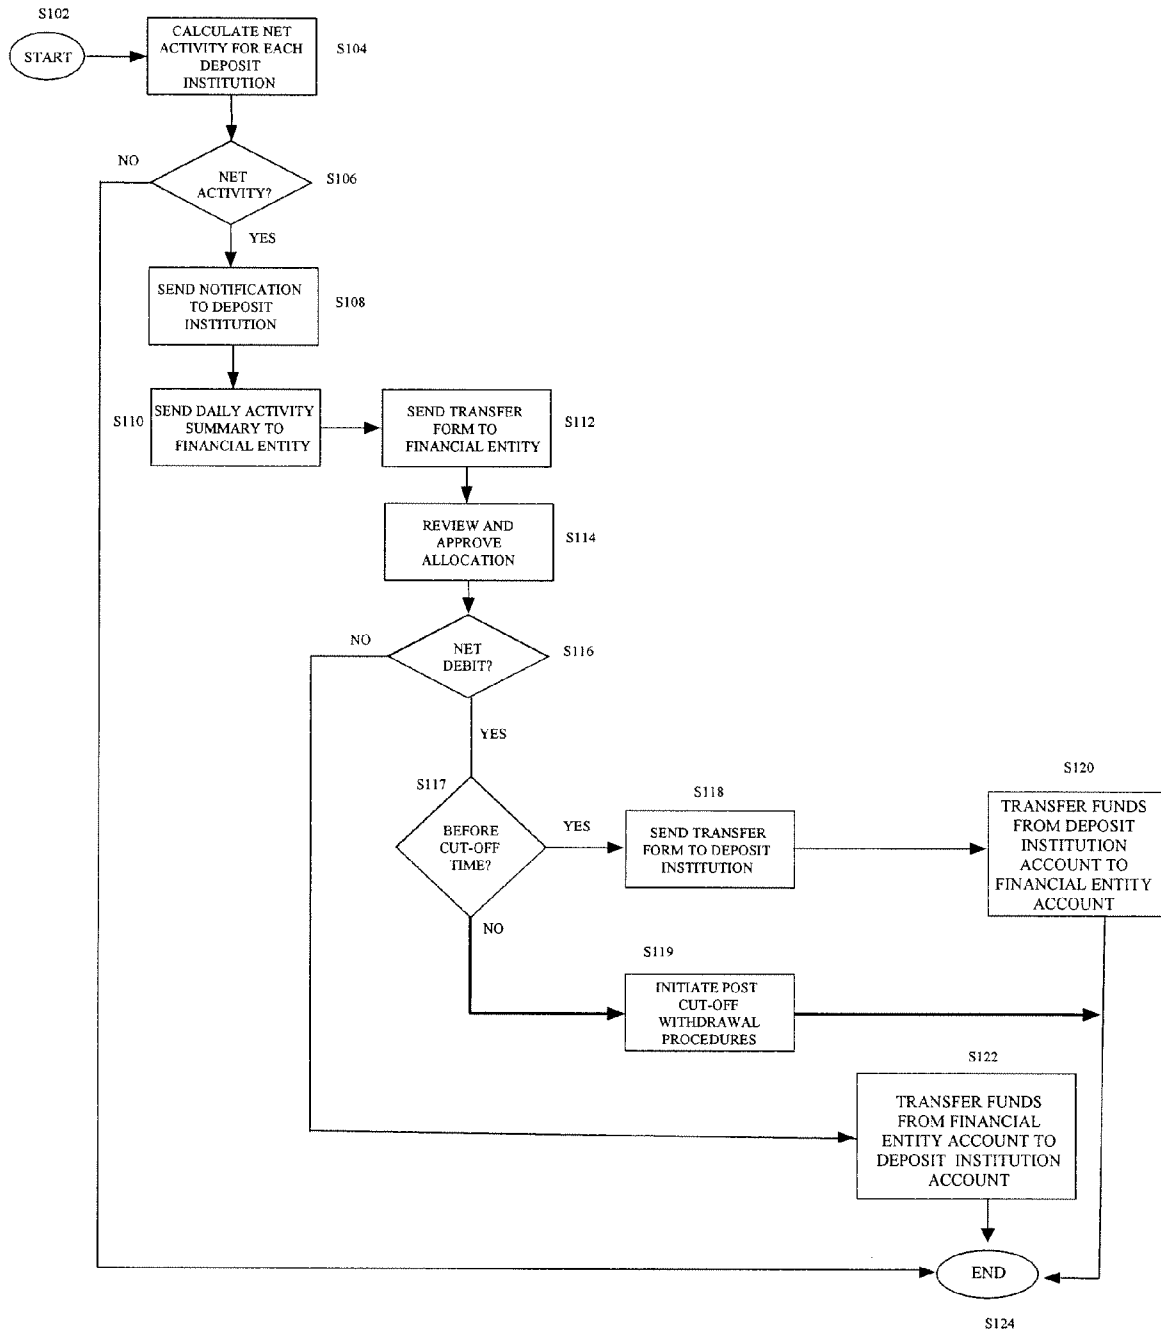 S102
START
CALCULATE NET
ACTIVITY FOR EACH
DEPOSIT
INSTITUTION
S104
NO
NET
ACTIVITY?
S106
YES
SEND NOTIFICATION
TO DEPOSIT
INSTITUTION
S108
S110
SEND DAILY ACTIVITY
SUMMARY TO
FINANCIAL ENTITY
SEND TRANSFER
FORM TO
FINANCIAL ENTITY
S112
REVIEW AND
APPROVE
ALLOCATION
S114
NO
NET
DEBIT?
S116
YES
S117
BEFORE
CUT-OFF
TIME?
YES
S118
SEND TRANSFER
FORM TO DEPOSIT
INSTITUTION
S120
TRANSFER FUNDS
FROM DEPOSIT
INSTITUTION
ACCOUNT TO
FINANCIAL ENTITY
ACCOUNT
NO
S119
INITIATE POST
CUT-OFF
WITHDRAWAL
PROCEDURES
S122
TRANSFER FUNDS
FROM FINANCIAL
ENTITY ACCOUNT TO
DEPOSIT INSTITUTION
ACCOUNT
END
S124